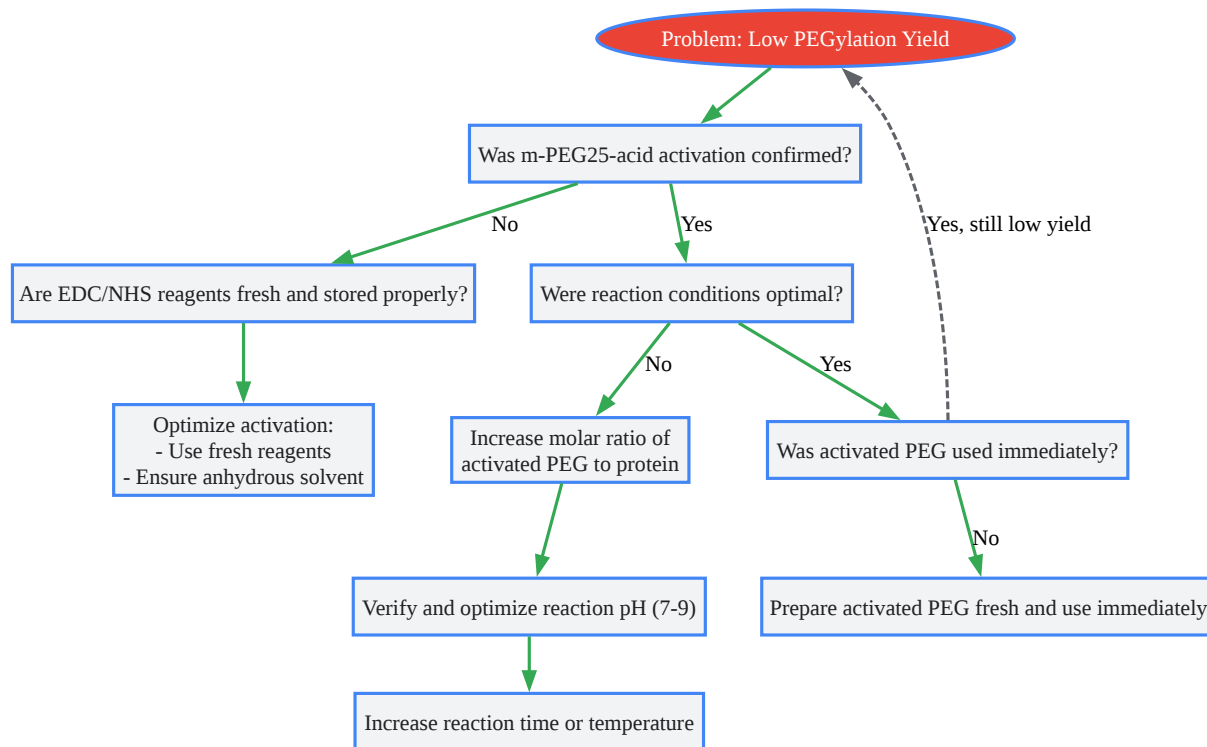 Problem: Low PEGylation Yield
Was m-PEG25-acid activation confirmed?
No
Yes
Yes, still low yield
Are EDC/NHS reagents fresh and stored properly?
Were reaction conditions optimal?
No
Yes
Optimize activation:
- Use fresh reagents
- Ensure anhydrous solvent
Increase molar ratio of
activated PEG to protein
Was activated PEG used immediately?
No
Verify and optimize reaction pH (7-9)
Prepare activated PEG fresh and use immediately
Increase reaction time or temperature